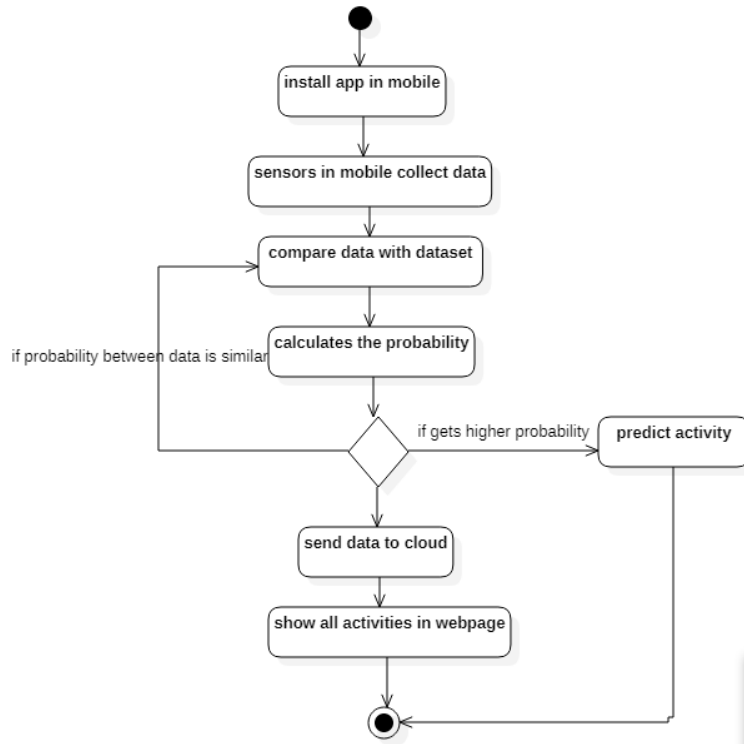 install app in mobile
sensors in mobile collect data
compare data with dataset
calculates the probability
if probability between data is similar
if gets higher probability
predict activity
send data to cloud
show all activities in webpage